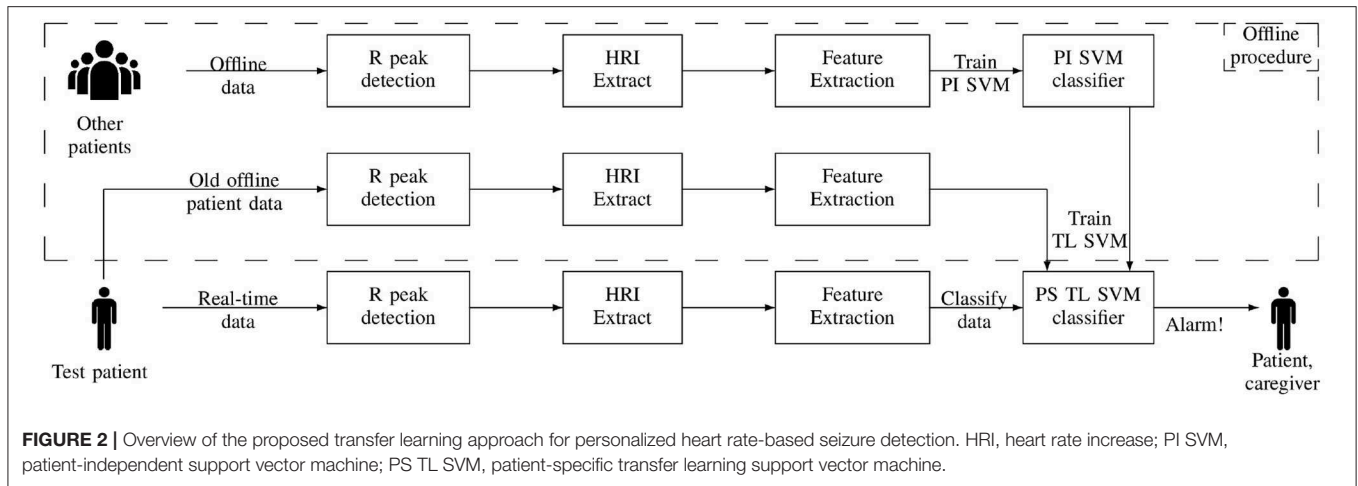 Offline
data
R peak
detection
HRI
Extract
Feature
Extraction
Train
PI SVM
PI SVM
classifier
Offline
procedure
Other
patients
Old offline
patient data
R peak
detection
HRI
Extract
Feature
Extraction
Train
TL SVM
Real-time
data
R peak
detection
HRI
Extract
Feature
Extraction
Classify
data
PS TL SVM
classifier
Alarm!
Test patient
Patient,
caregiver
FIGURE 2 | Overview of the proposed transfer learning approach for personalized heart rate-based seizure detection. HRI, heart rate increase; PI SVM,
patient-independent support vector machine; PS TL SVM, patient-specific transfer learning support vector machine.